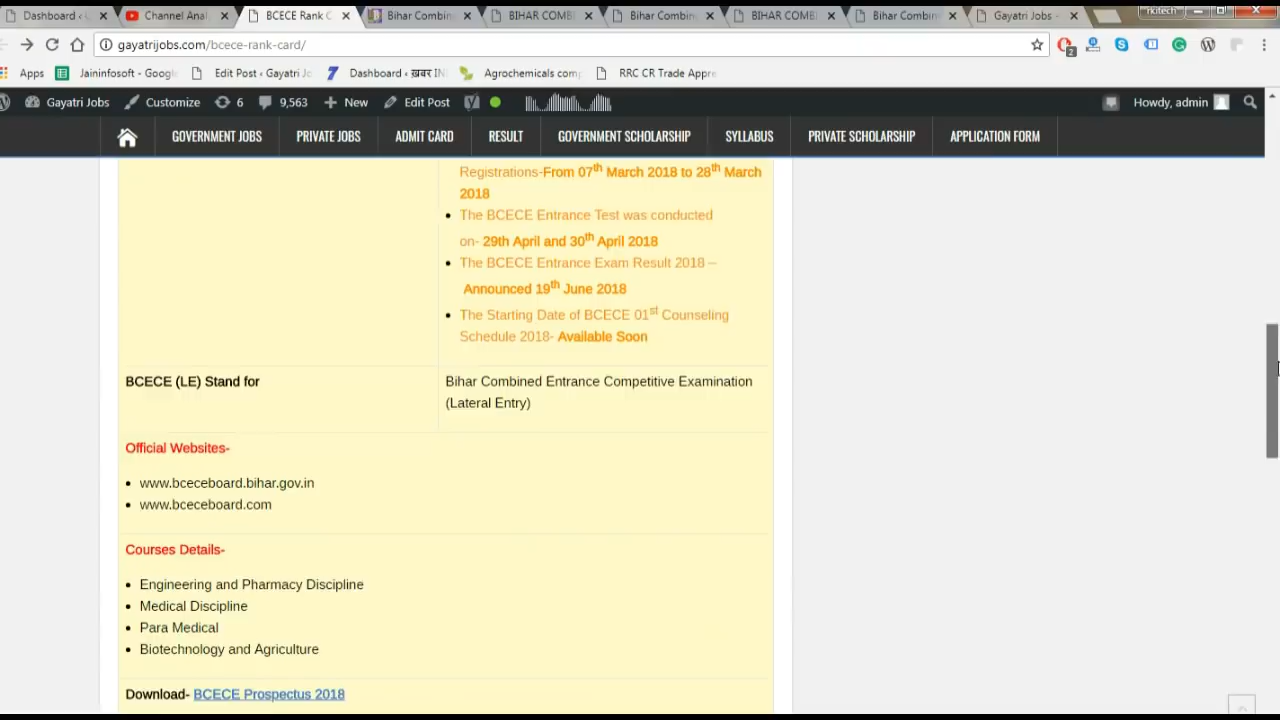 Dashboard ‹
Channel Anal
BCECE Rank C
Bihar Combin
BIHAR COMB
Bihar Combin
BIHAR COMB
Bihar Combin
Gayatri Jobs -
rkitech
gayatrijobs.com/bcece-rank-card/
2
Apps
Jaininfosoft - Googl
Edit Post ‹ Gayatri Jo
Dashboard ‹ ख़बर IN
Agrochemicals com
RRC CR Trade Appre
Gayatri Jobs
Customize
6
9,563
New
Edit Post
Howdy, admin
GOVERNMENT JOBS
PRIVATE JOBS
ADMIT CARD
RESULT
GOVERNMENT SCHOLARSHIP
SYLLABUS
PRIVATE SCHOLARSHIP
APPLICATION FORM
Registrations-From 07th March 2018 to 28th March
2018
The BCECE Entrance Test was conducted
on- 29th April and 30th April 2018
The BCECE Entrance Exam Result 2018 –
Announced 19th June 2018
The Starting Date of BCECE 01st Counseling
Schedule 2018- Available Soon
BCECE (LE) Stand for
Bihar Combined Entrance Competitive Examination
(Lateral Entry)
Official Websites-
www.bceceboard.bihar.gov.in
www.bceceboard.com
Courses Details-
Engineering and Pharmacy Discipline
Medical Discipline
Para Medical
Biotechnology and Agriculture
Download- BCECE Prospectus 2018